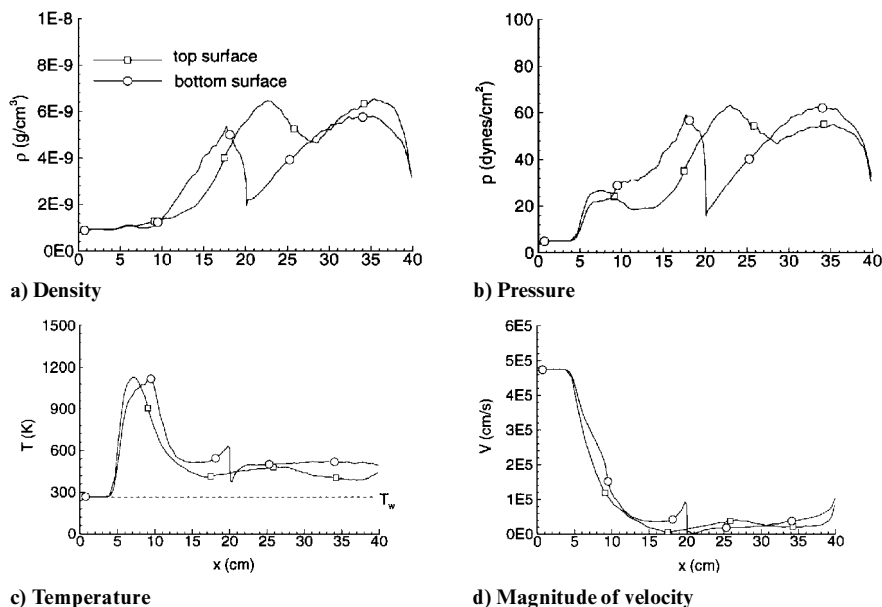 1E-8
8E-9
6E-9
4E-9
2E-9
0E0
ρ (g/cm³)
top surface
bottom surface
0 5 10 15 20 25 30 35 40
a) Density
100
80
60
40
20
0
p (dynes/cm²)
0 5 10 15 20 25 30 35 40
b) Pressure
1500
1200
900
600
300
T (K)
T_w
0 5 10 15 20 25 30 35 40
x (cm)
c) Temperature
6E5
5E5
4E5
3E5
2E5
1E5
0E0
V (cm/s)
0 5 10 15 20 25 30 35 40
x (cm)
d) Magnitude of velocity